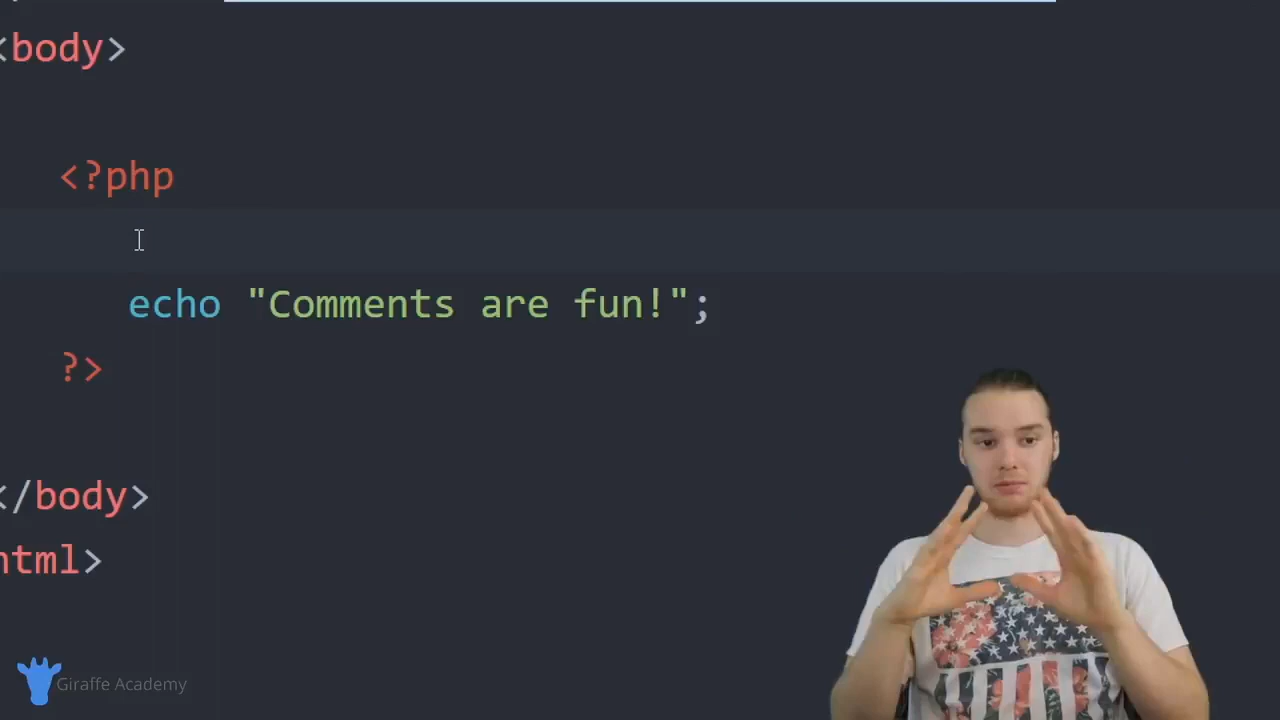 <body>
<?php
echo "Comments are fun!";
?>
</body>
html>
Giraffe Academy